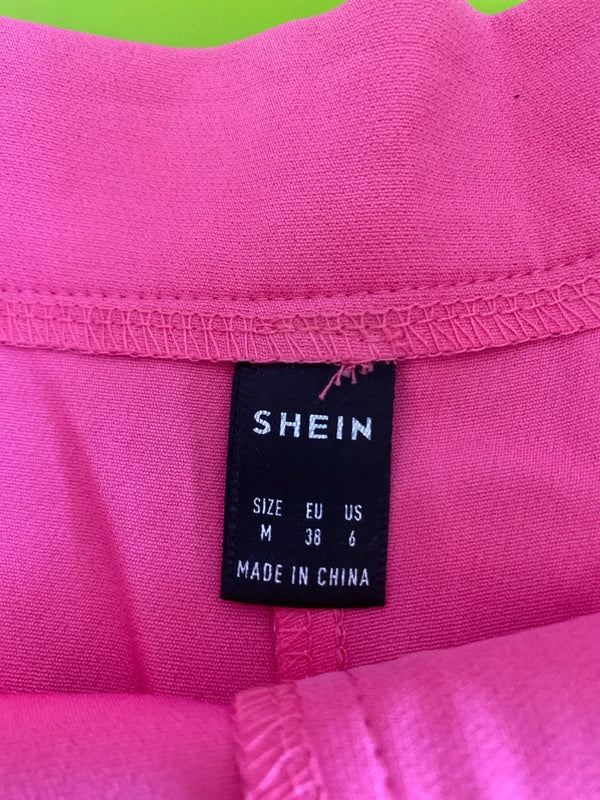 SHEIN
SIZE EU US
M 38 6
MADE IN CHINA